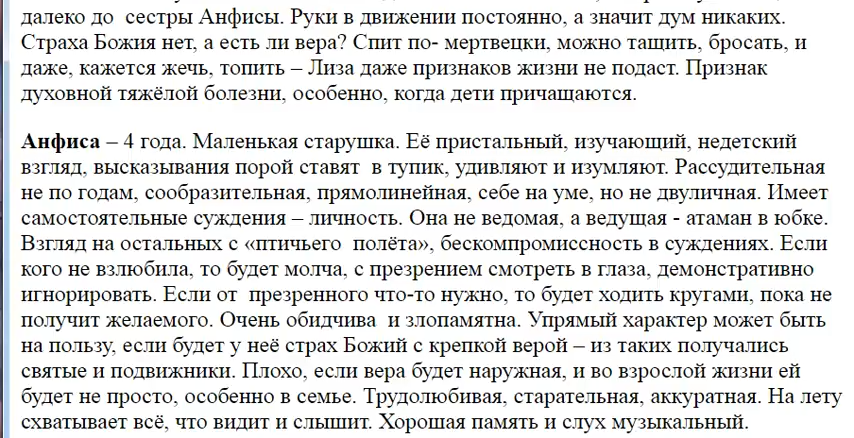 далеко до сестры Анфисы. Руки в движении постоянно, а значит дум никаких.
Страха Божия нет, а есть ли вера? Спит по- мертвецки, можно тащить, бросать, и
даже, кажется жечь, топить – Лиза даже признаков жизни не подаст. Признак
духовной тяжёлой болезни, особенно, когда дети причащаются.
Анфиса – 4 года. Маленькая старушка. Её пристальный, изучающий, недетский
взгляд, высказывания порой ставят в тупик, удивляют и изумляют. Рассудительная
не по годам, сообразительная, прямолинейная, себе на уме, но не двуличная. Имеет
самостоятельные суждения – личность. Она не ведомая, а ведущая - атаман в юбке.
Взгляд на остальных с «птичьего полёта», бескомпромиссность в суждениях. Если
кого не взлюбила, то будет молча, с презрением смотреть в глаза, демонстративно
игнорировать. Если от презренного что-то нужно, то будет ходить кругами, пока не
получит желаемого. Очень обидчива и злопамятна. Упрямый характер может быть
на пользу, если будет у неё страх Божий с крепкой верой – из таких получались
святые и подвижники. Плохо, если вера будет наружная, и во взрослой жизни ей
будет не просто, особенно в семье. Трудолюбивая, старательная, аккуратная. На лету
схватывает всё, что видит и слышит. Хорошая память и слух музыкальный.